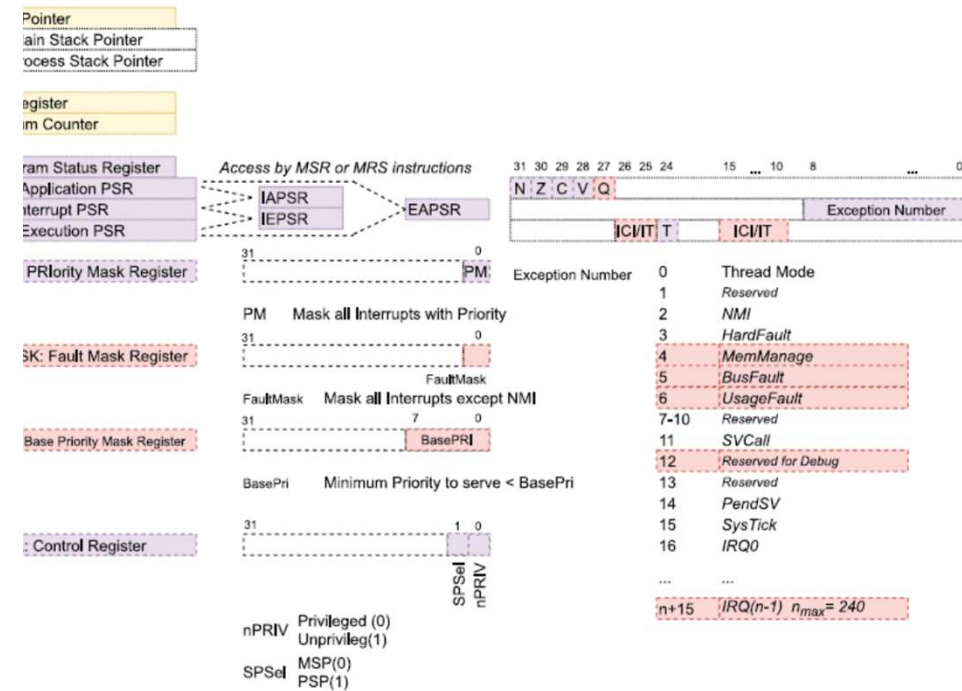 Pointer
ain Stack Pointer
ocess Stack Pointer
egister
m Counter
ram Status Register
Access by MSR or MRS instructions
31 30 29 28 27 26 25 24 15 ... 10 8 ... 0
Application PSR
IAPSR
N Z C V Q
nterrupt PSR
IEPSR
EAPSR
Exception Number
Execution PSR
ICI/IT T ICI/IT
31 0
PRIority Mask Register
PM
Exception Number 0 Thread Mode
1 Reserved
PM Mask all Interrupts with Priority
2 NMI
31 0
3 HardFault
SK: Fault Mask Register
4 MemManage
FaultMask
5 BusFault
FaultMask Mask all Interrupts except NMI
6 UsageFault
31 7 0
7-10 Reserved
Base Priority Mask Register
BasePRI
11 SVCall
12 Reserved for Debug
BasePri Minimum Priority to serve < BasePri
13 Reserved
14 PendSV
31 1 0
15 SysTick
: Control Register
16 IRQ0
SPSel
nPRIV
... ...
n+15 IRQ(n-1) nmax= 240
nPRIV Privileged (0)
Unprivileg(1)
SPSel MSP(0)
PSP(1)